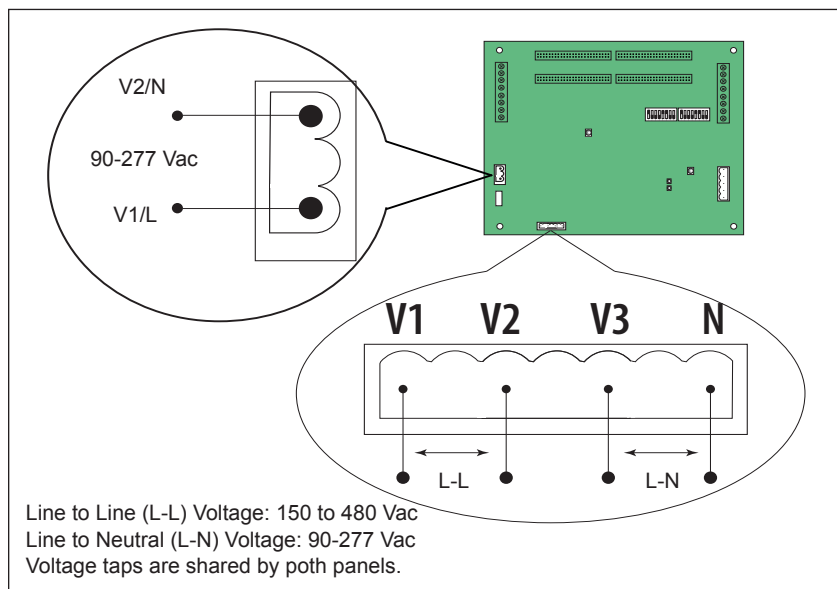 V2/N
90-277 Vac
V1/L
V1 V2 V3 N
L-L L-N
Line to Line (L-L) Voltage: 150 to 480 Vac
Line to Neutral (L-N) Voltage: 90-277 Vac
Voltage taps are shared by poth panels.